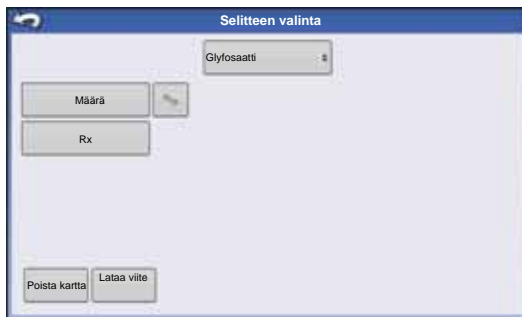 Selitteen valinta
Glyfosaatti
Määrä
Rx
Poista kartta
Lataa viite